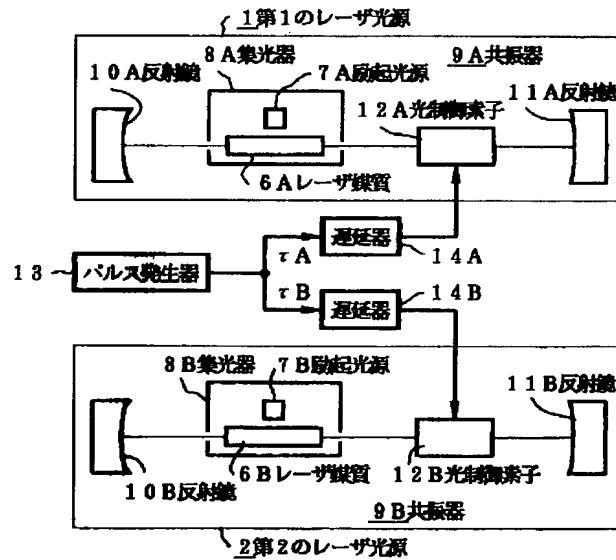 1第1のレーザ光源
8A集光器
9A共振器
10A反射鏡
7A励起光源
11A反射鏡
12A光制御素子
6Aレーザ媒質
τA
遅延器
14A
13
パルス発生器
τB
遅延器
14B
8B集光器
7B励起光源
11B反射鏡
6Bレーザ媒質
12B光制御素子
10B反射鏡
9B共振器
2第2のレーザ光源